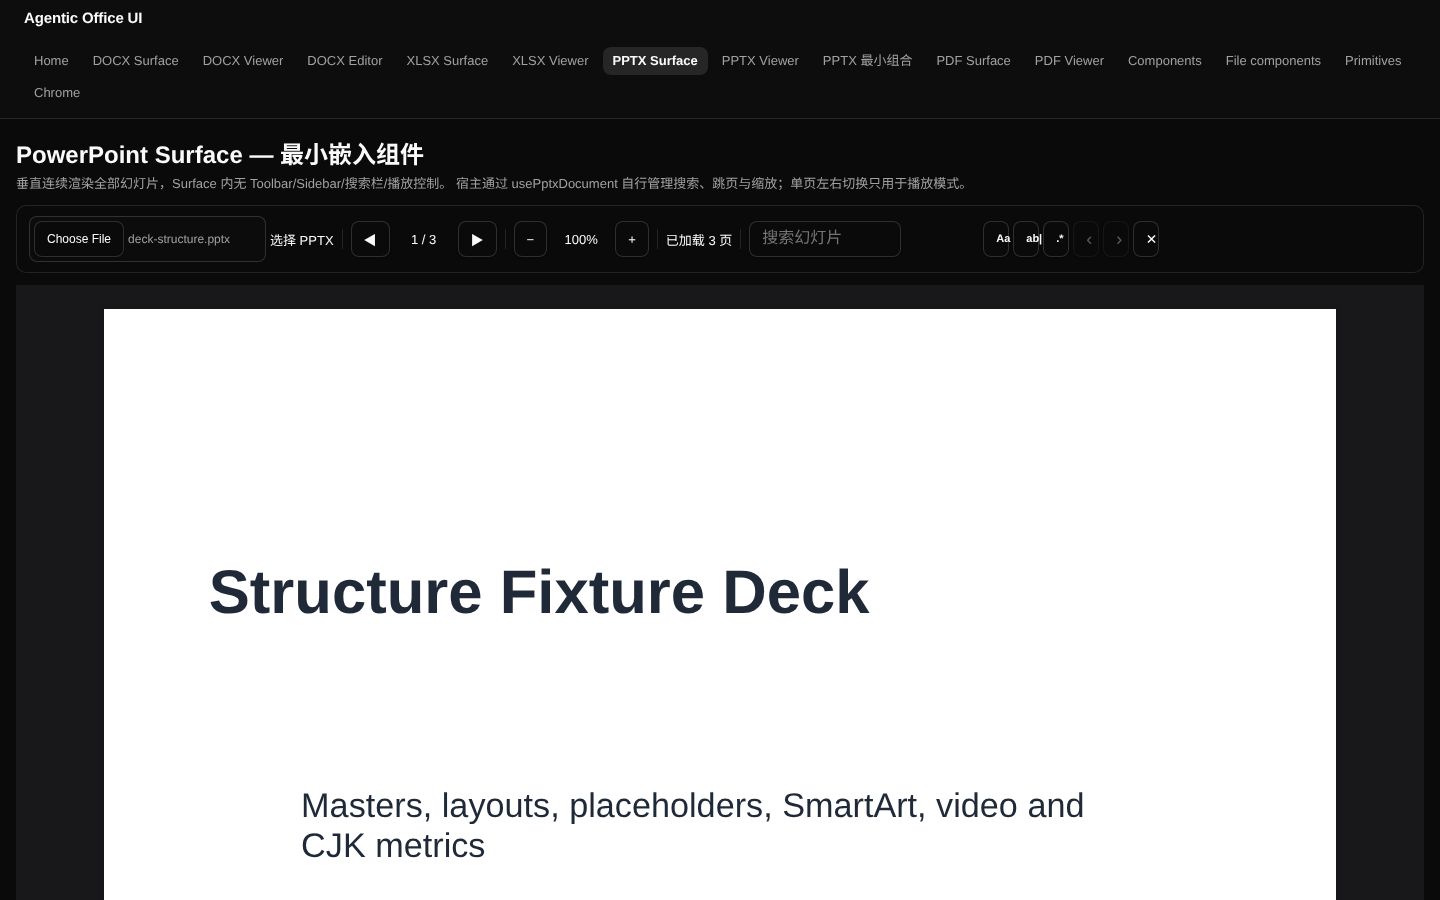 Agentic Office UI
Home DOCX Surface DOCX Viewer DOCX Editor XLSX Surface XLSX Viewer PPTX Surface PPTX Viewer PPTX 最小组合 PDF Surface PDF Viewer Components File components Primitives
Chrome
PowerPoint Surface — 最小嵌入组件
垂直连续渲染全部幻灯片，Surface 内无 Toolbar/Sidebar/搜索栏/播放控制。 宿主通过 usePptxDocument 自行管理搜索、跳页与缩放；单页左右切换只用于播放模式。
Choose File deck-structure.pptx 选择 PPTX ◀ 1 / 3 ▶ − 100% + 已加载 3 页 搜索幻灯片 Aa ab| .* ‹ › ✕
Structure Fixture Deck
Masters, layouts, placeholders, SmartArt, video and
CJK metrics